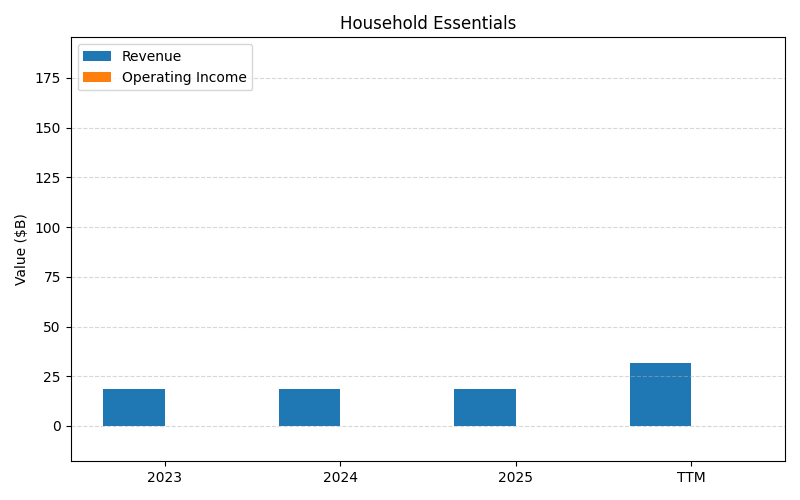 Household Essentials
Revenue
Operating Income
Value ($B)
175
150
125
100
75
50
25
0
2023
2024
2025
TTM